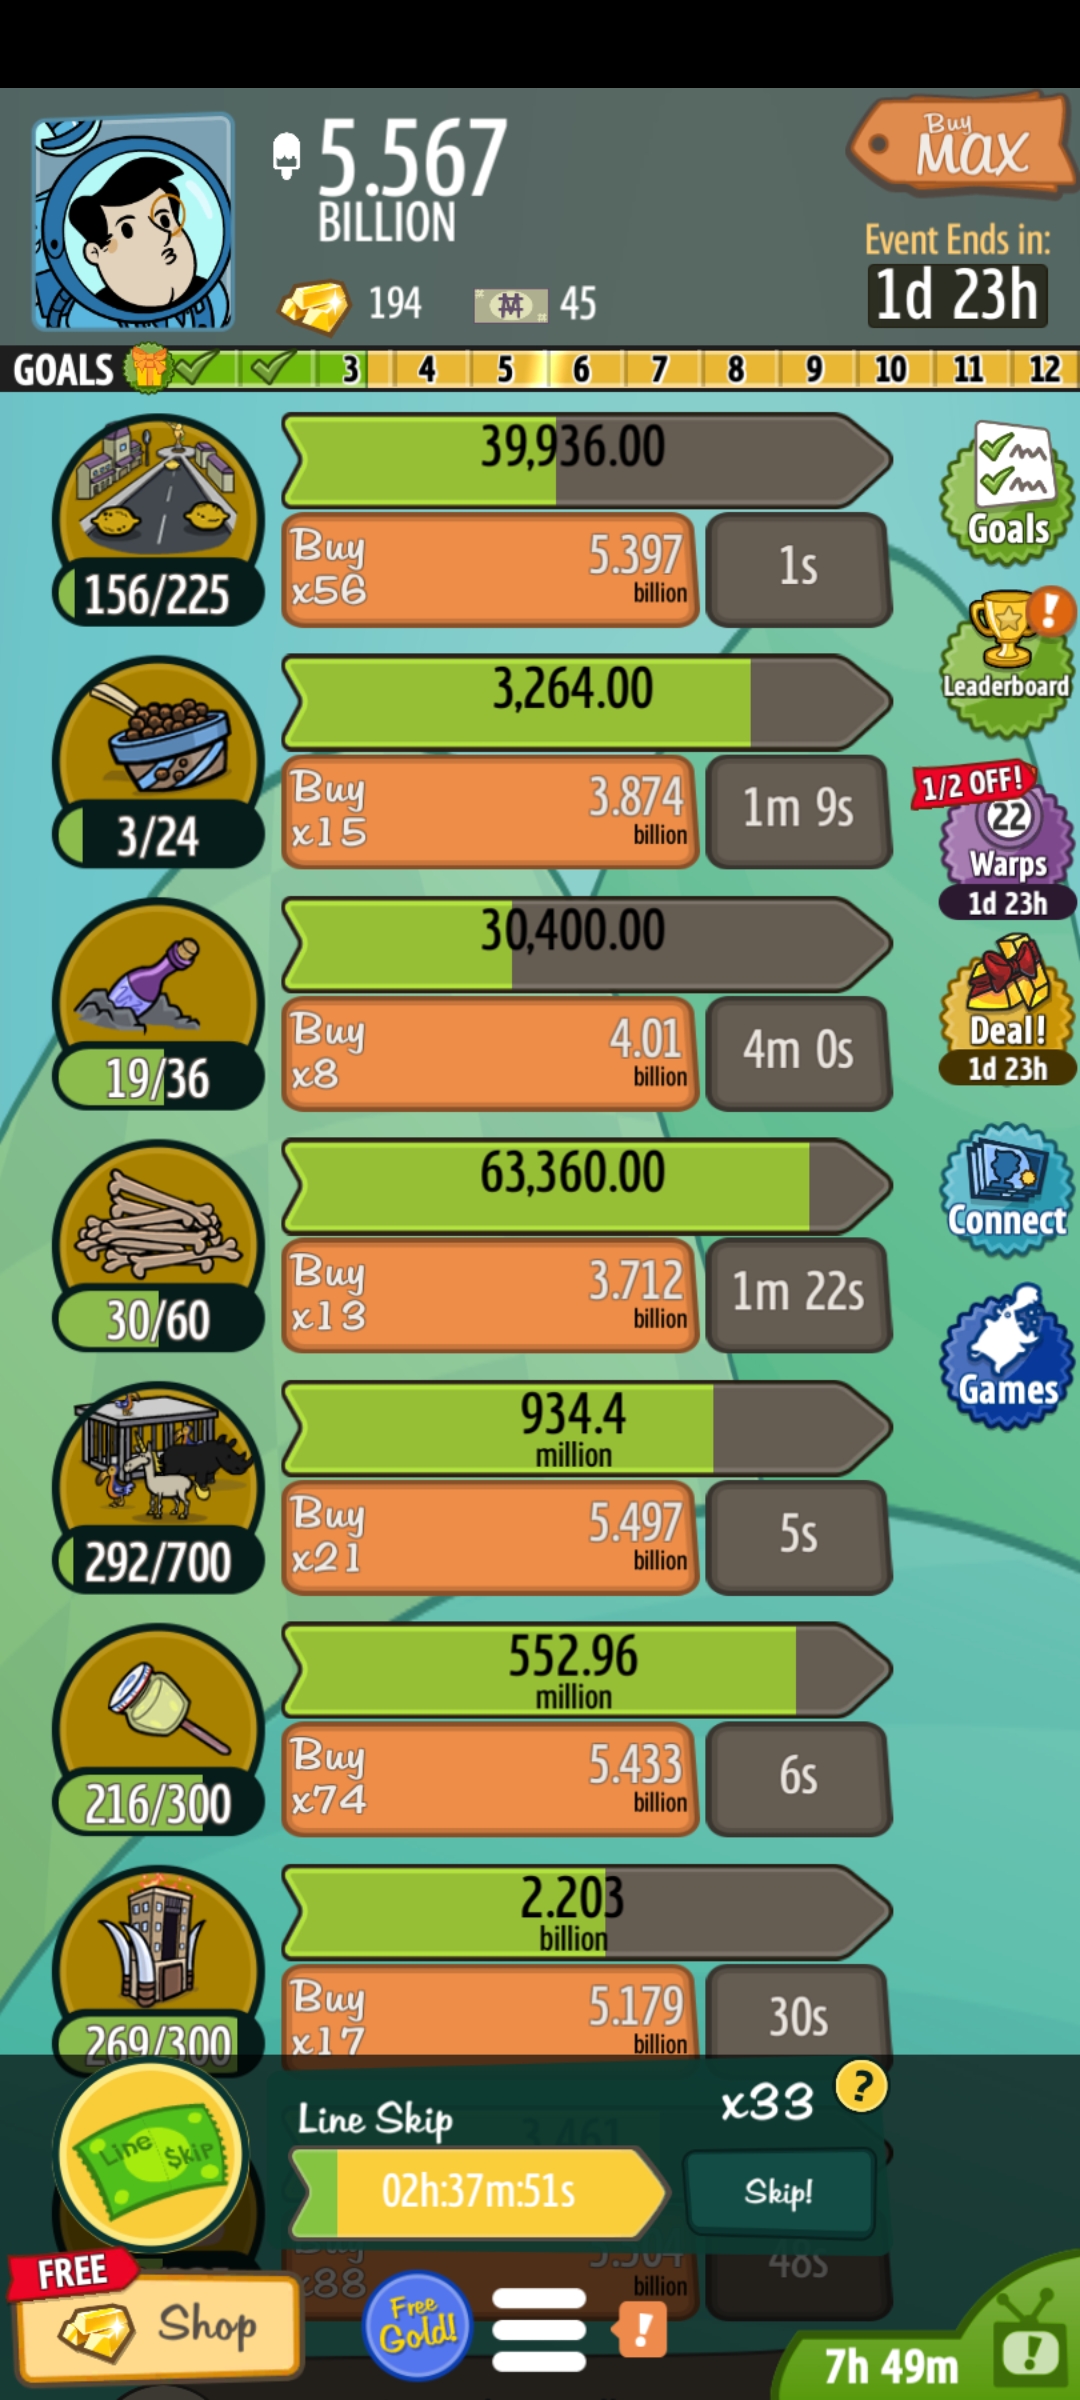 5.567
BILLION
Buy
MAX
194
45
Event Ends in:
1d 23h
GOALS 3 4 5 6 7 8 9 10 11 12
39,936.00
Buy
x56
5.397
billion
1s
156/225
Goals
3,264.00
Buy
x15
3.874
billion
1m 9s
3/24
Leaderboard
1/2 OFF!
22
Warps
1d 23h
30,400.00
Buy
x8
4.01
billion
4m 0s
19/36
Deal!
1d 23h
63,360.00
Buy
x13
3.712
billion
1m 22s
30/60
Connect
934.4
million
Buy
x21
5.497
billion
5s
292/700
Games
552.96
million
Buy
x74
5.433
billion
6s
216/300
2.203
billion
Buy
x17
5.179
billion
30s
269/300
Line Skip
x33
?
3.461
Line $kip
02h:37m:51s
Skip!
Buy
x88
billion
48s
FREE
Shop
Free
Gold!
!
7h 49m
!